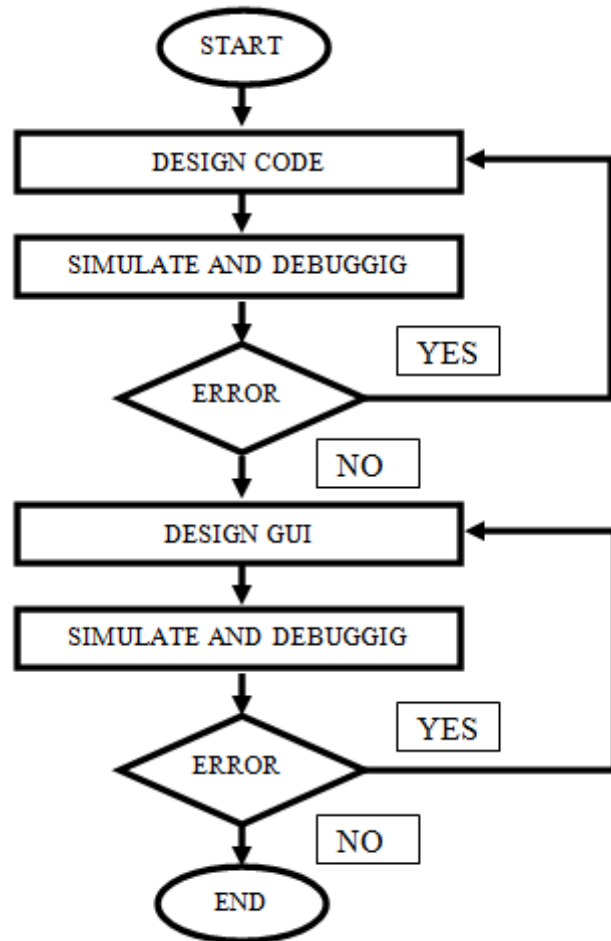 START
DESIGN CODE
SIMULATE AND DEBUGGIG
YES
ERROR
NO
DESIGN GUI
SIMULATE AND DEBUGGIG
YES
ERROR
NO
END